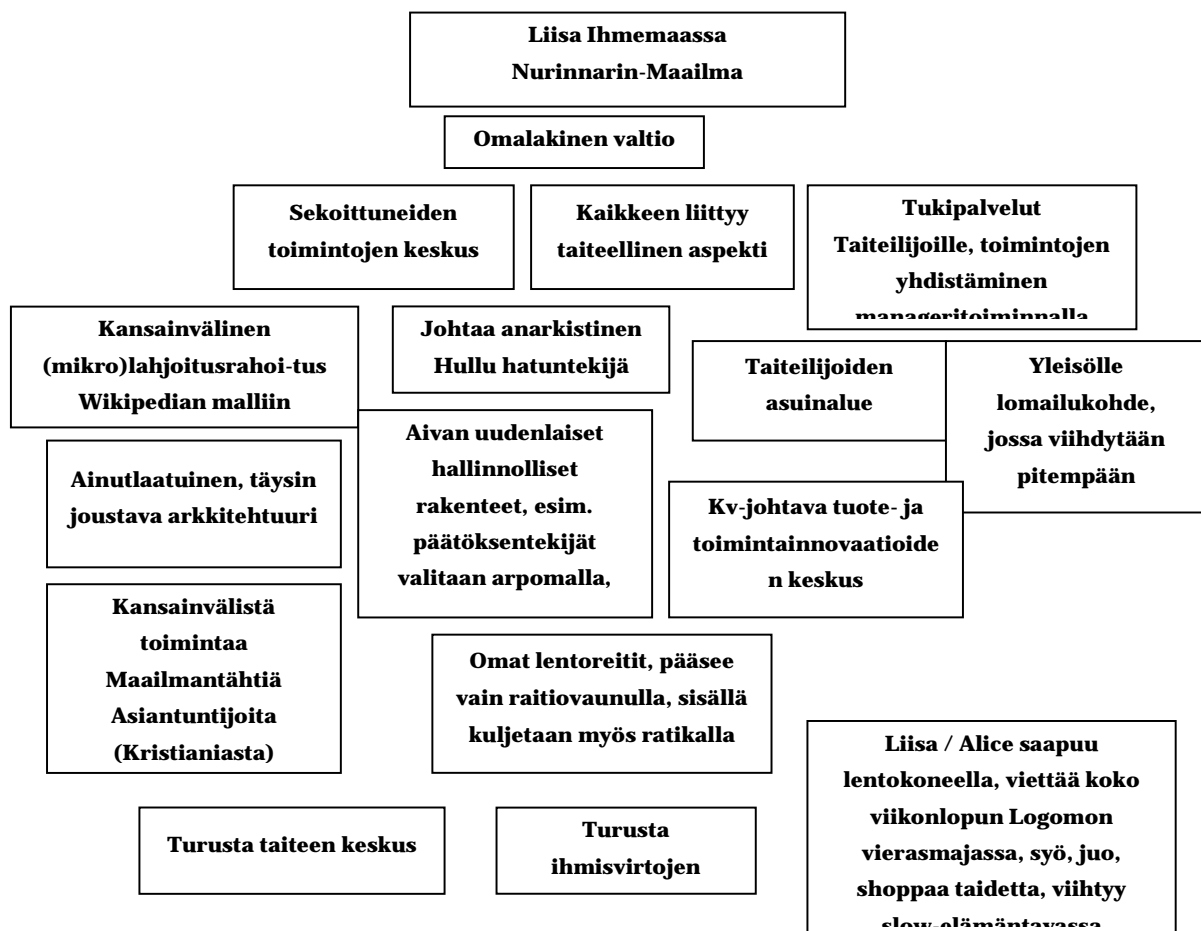 Liisa Ihmemaassa
Nurinnarin-Maailma
Omalakinen valtio
Sekoittuneiden
toimintojen keskus
Kaikkeen liittyy
taiteellinen aspekti
Tukipalvelut
Taiteilijoille, toimintojen
yhdistäminen
manageritoiminnalla
Kansainvälinen
(mikro)lahjoitusrahoi-tus
Wikipedian malliin
Johtaa anarkistinen
Hullu hatuntekijä
Taiteilijoiden
asuinalue
Yleisölle
lomailukohde,
jossa viihdytään
pitempään
Ainutlaatuinen, täysin
joustava arkkitehtuuri
Aivan uudenlaiset
hallinnolliset
rakenteet, esim.
päätöksentekijät
valitaan arpomalla,
Kv-johtava tuote- ja
toimintainnovaatioide
n keskus
Kansainvälistä
toimintaa
Maailmantähtiä
Asiantuntijoita
(Kristianiasta)
Omat lentoreitit, pääsee
vain raitiovaunulla, sisällä
kuljetaan myös ratikalla
Liisa / Alice saapuu
lentokoneella, viettää koko
viikonlopun Logomon
vierasmajassa, syö, juo,
shoppaa taidetta, viihtyy
slow-elämäntavassa
Turusta taiteen keskus
Turusta
ihmisvirtojen